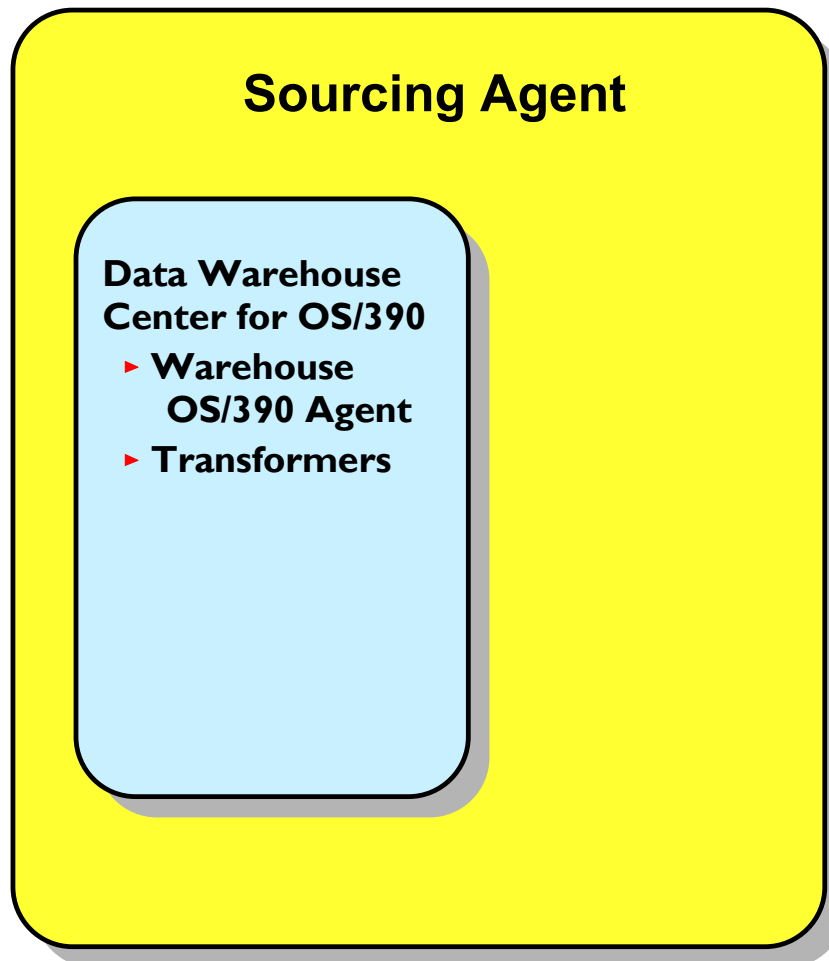 Sourcing Agent
Data Warehouse
Center for OS/390
► Warehouse
OS/390 Agent
► Transformers